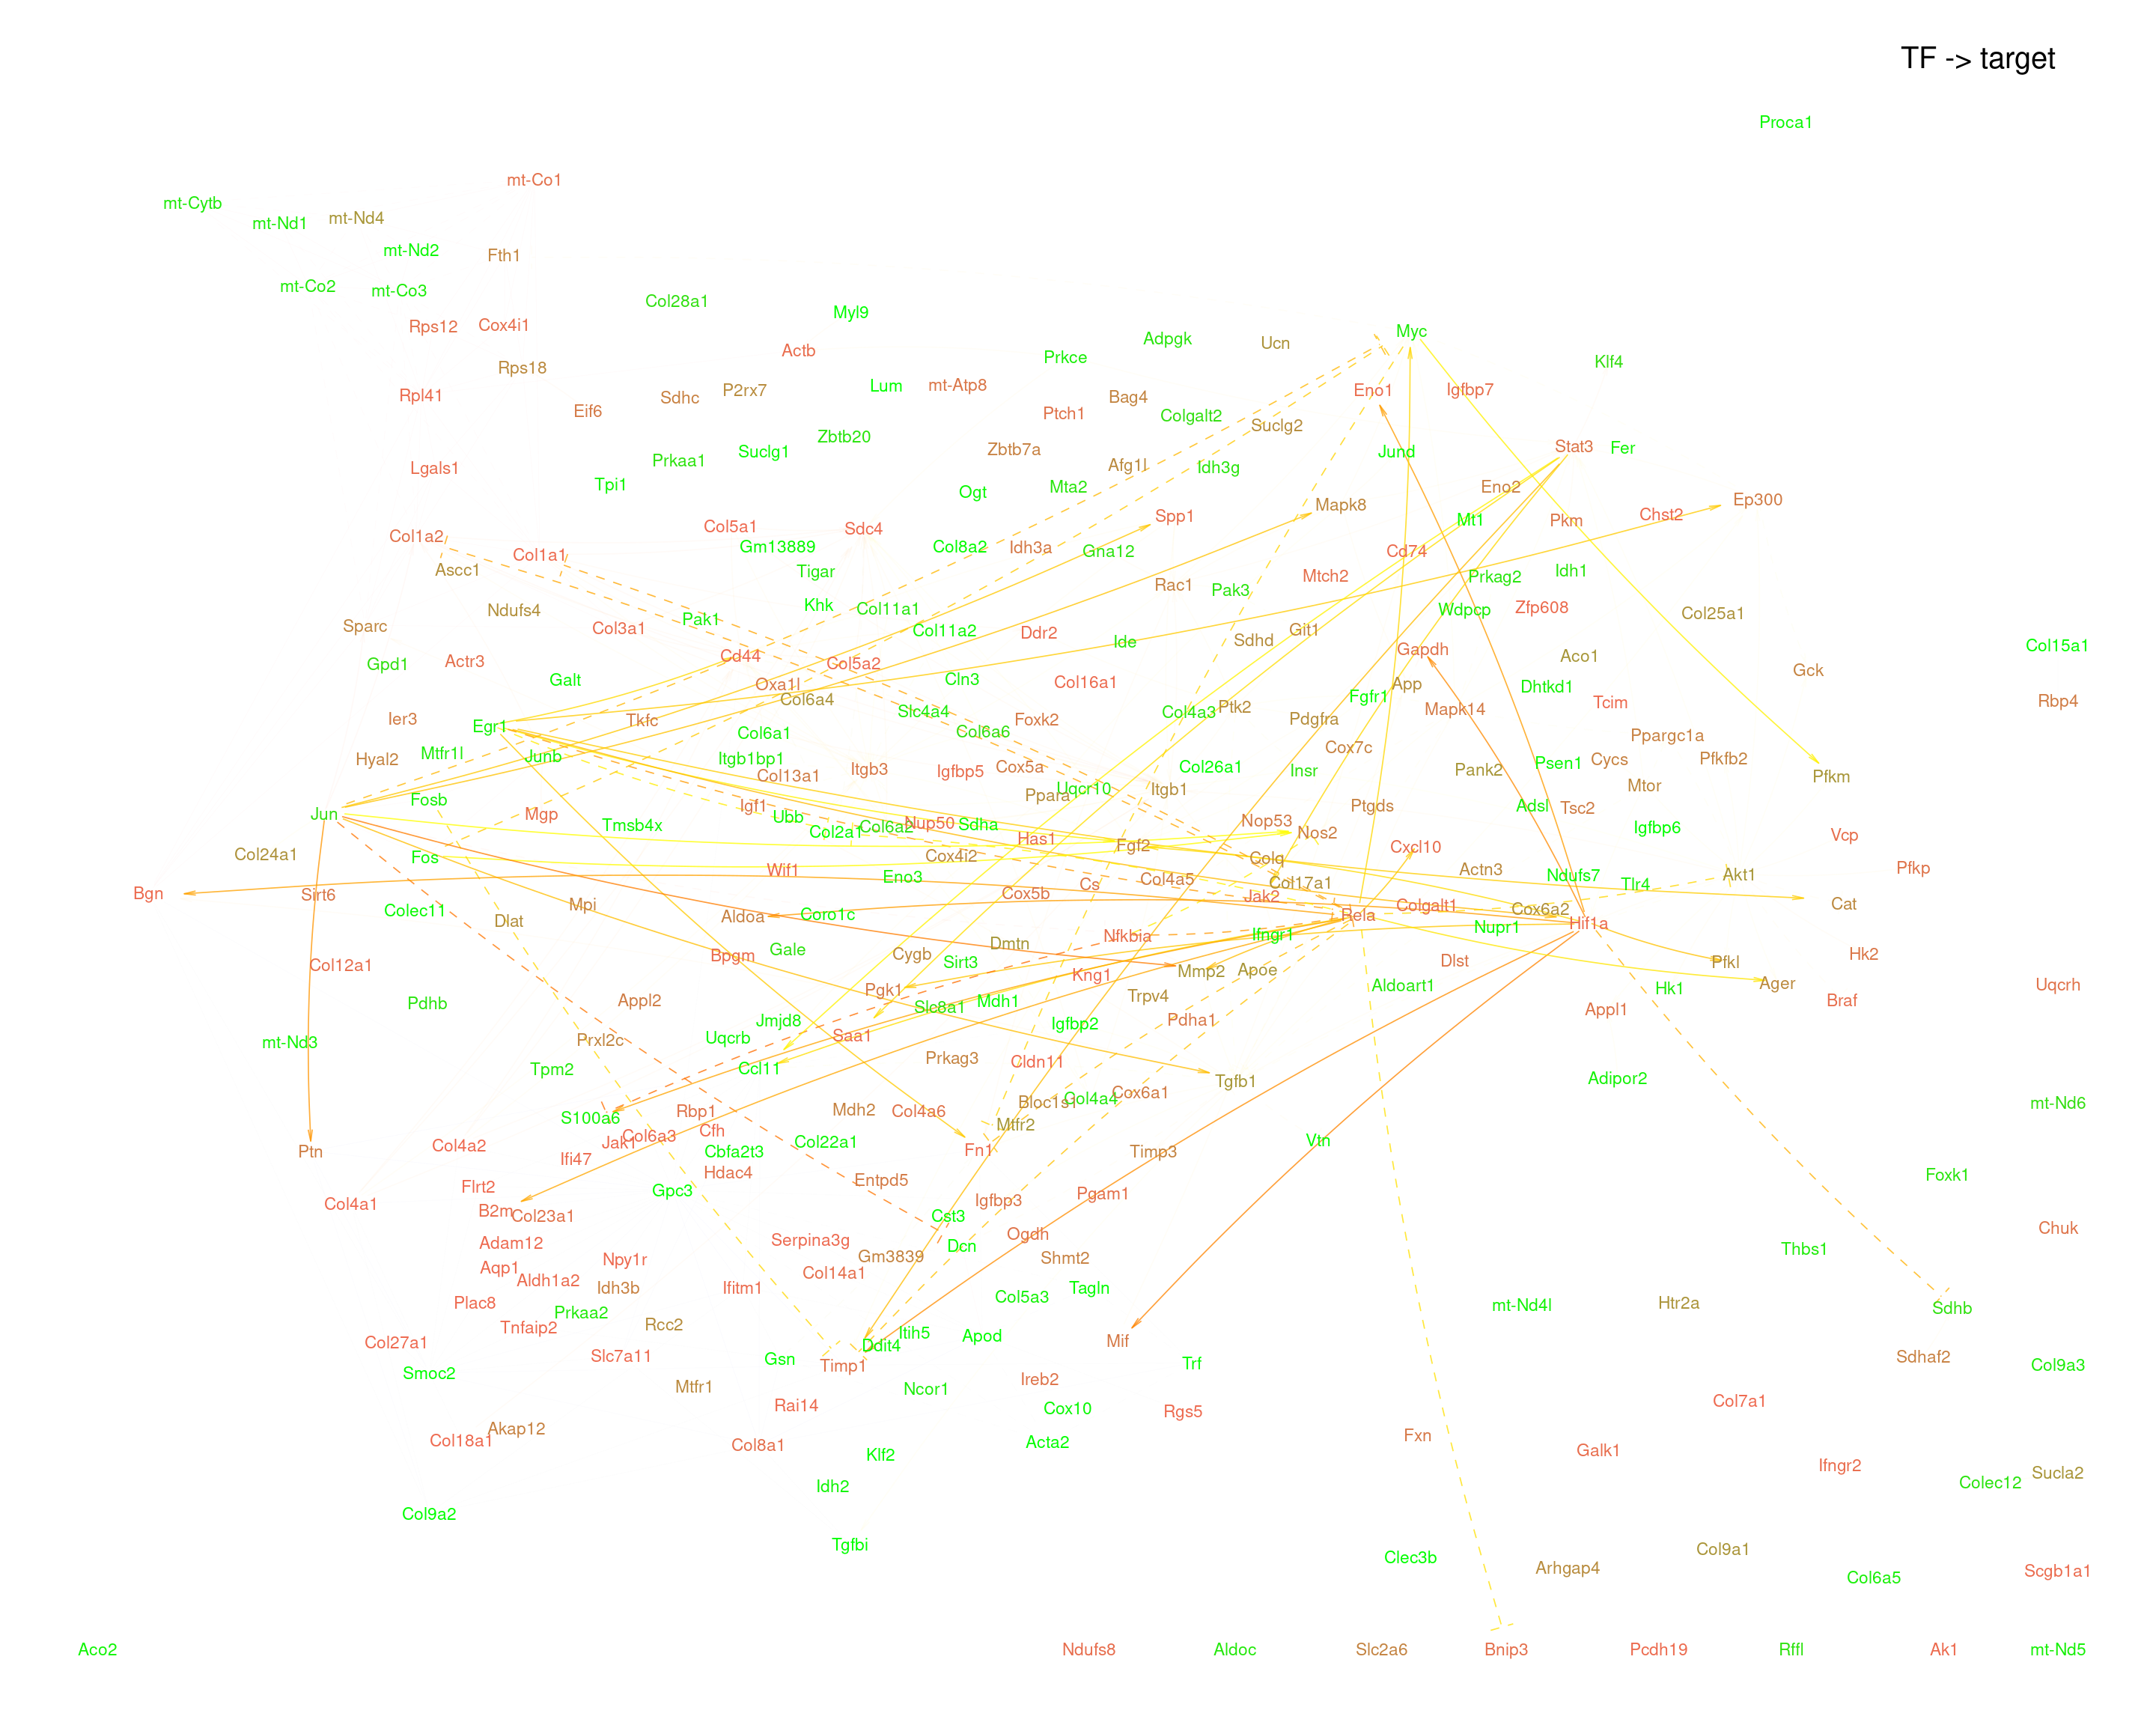 TF -> target
Proca1
mt-Co1
mt-Cytb
mt-Nd1
mt-Nd4
mt-Nd2
Fth1
mt-Co2
mt-Co3
Col28a1
Myl9
Rps12
Cox4i1
Myc
Adpgk
Ucn
Actb
Prkce
Klf4
Rps18
mt-Atp8
Lum
P2rx7
Eno1
Igfbp7
Rpl41
Sdhc
Bag4
Eif6
Ptch1
Colgalt2
Suclg2
Zbtb20
Stat3
Fer
Zbtb7a
Suclg1
Jund
Prkaa1
Afg1l
Idh3g
Lgals1
Tpi1
Mta2
Eno2
Ogt
Ep300
Mapk8
Chst2
Spp1
Mt1
Pkm
Col5a1
Sdc4
Col1a2
Gm13889
Col8a2
Idh3a
Gna12
Cd74
Col1a1
Ascc1
Tigar
Mtch2
Prkag2
Idh1
Rac1
Pak3
Khk
Col11a1
Ndufs4
Wdpcp
Zfp608
Col25a1
Pak1
Sparc
Col3a1
Col11a2
Ddr2
Git1
Ide
Sdhd
Col15a1
Gapdh
Cd44
Aco1
Gpd1
Actr3
Col5a2
Gck
Galt
Cln3
Oxa1l
Col16a1
App
Dhtkd1
Col6a4
Fgfr1
Tcim
Rbp4
Ier3
Tkfc
Slc4a4
Foxk2
Col4a3
Ptk2
Pdgfra
Mapk14
Egr1
Col6a1
Col6a6
Ppargc1a
Cox7c
Mtfr1l
Junb
Hyal2
Itgb1bp1
Psen1
Cycs
Pfkfb2
Col13a1
Itgb3
Igfbp5
Cox5a
Col26a1
Insr
Pank2
Pfkm
Mtor
Uqcr10
Itgb1
Fosb
Ppara
Igf1
Ptgds
Adsl
Tsc2
Jun
Mgp
Ubb
Tmsb4x
Col2a1
Col6a2
Nup50
Sdha
Nop53
Nos2
Igfbp6
Vcp
Has1
Fgf2
Cxcl10
Col24a1
Fos
Cox4i2
Colq
Wif1
Eno3
Cs
Col4a5
Col17a1
Actn3
Ndufs7
Tlr4
Akt1
Pfkp
Bgn
Sirt6
Cox5b
Jak2
Colec11
Mpi
Dlat
Aldoa
Coro1c
Rela
Colgalt1
Cox6a2
Cat
Hif1a
Nupr1
Nfkbia
Ifngr1
Dmtn
Gale
Bpgm
Cygb
Sirt3
Col12a1
Kng1
Mmp2
Apoe
Dlst
Pfkl
Hk2
Ager
Pgk1
Trpv4
Aldoart1
Hk1
Uqcrh
Pdhb
Appl2
Slc8a1
Mdh1
Braf
Appl1
Jmjd8
Igfbp2
Pdha1
mt-Nd3
Prxl2c
Uqcrb
Saa1
Prkag3
Cldn11
Tpm2
Ccl11
Tgfb1
Adipor2
Cox6a1
Bloc1s1
Col4a4
mt-Nd6
S100a6
Rbp1
Mdh2
Col4a6
Mtfr2
Cfh
Col6a3
Jak1
Col22a1
Vtn
Col4a2
Ptn
Cbfa2t3
Fn1
Timp3
Ifi47
Hdac4
Foxk1
Flrt2
Gpc3
Entpd5
Pgam1
Igfbp3
Col4a1
B2m
Col23a1
Cst3
Chuk
Ogdh
Adam12
Serpina3g
Dcn
Thbs1
Npy1r
Gm3839
Shmt2
Aqp1
Col14a1
Aldh1a2
Idh3b
Ifitm1
Tagln
Col5a3
Plac8
mt-Nd4l
Htr2a
Sdhb
Prkaa2
Rcc2
Tnfaip2
Itih5
Apod
Col27a1
Mif
Ddit4
Slc7a11
Gsn
Timp1
Trf
Sdhaf2
Col9a3
Smoc2
Mtfr1
Ncor1
Ireb2
Rai14
Cox10
Rgs5
Col7a1
Akap12
Col18a1
Col8a1
Acta2
Fxn
Klf2
Galk1
Ifngr2
Sucla2
Idh2
Colec12
Col9a2
Tgfbi
Col9a1
Clec3b
Arhgap4
Col6a5
Scgb1a1
Aco2
Ndufs8
Aldoc
Slc2a6
Bnip3
Pcdh19
Rffl
Ak1
mt-Nd5